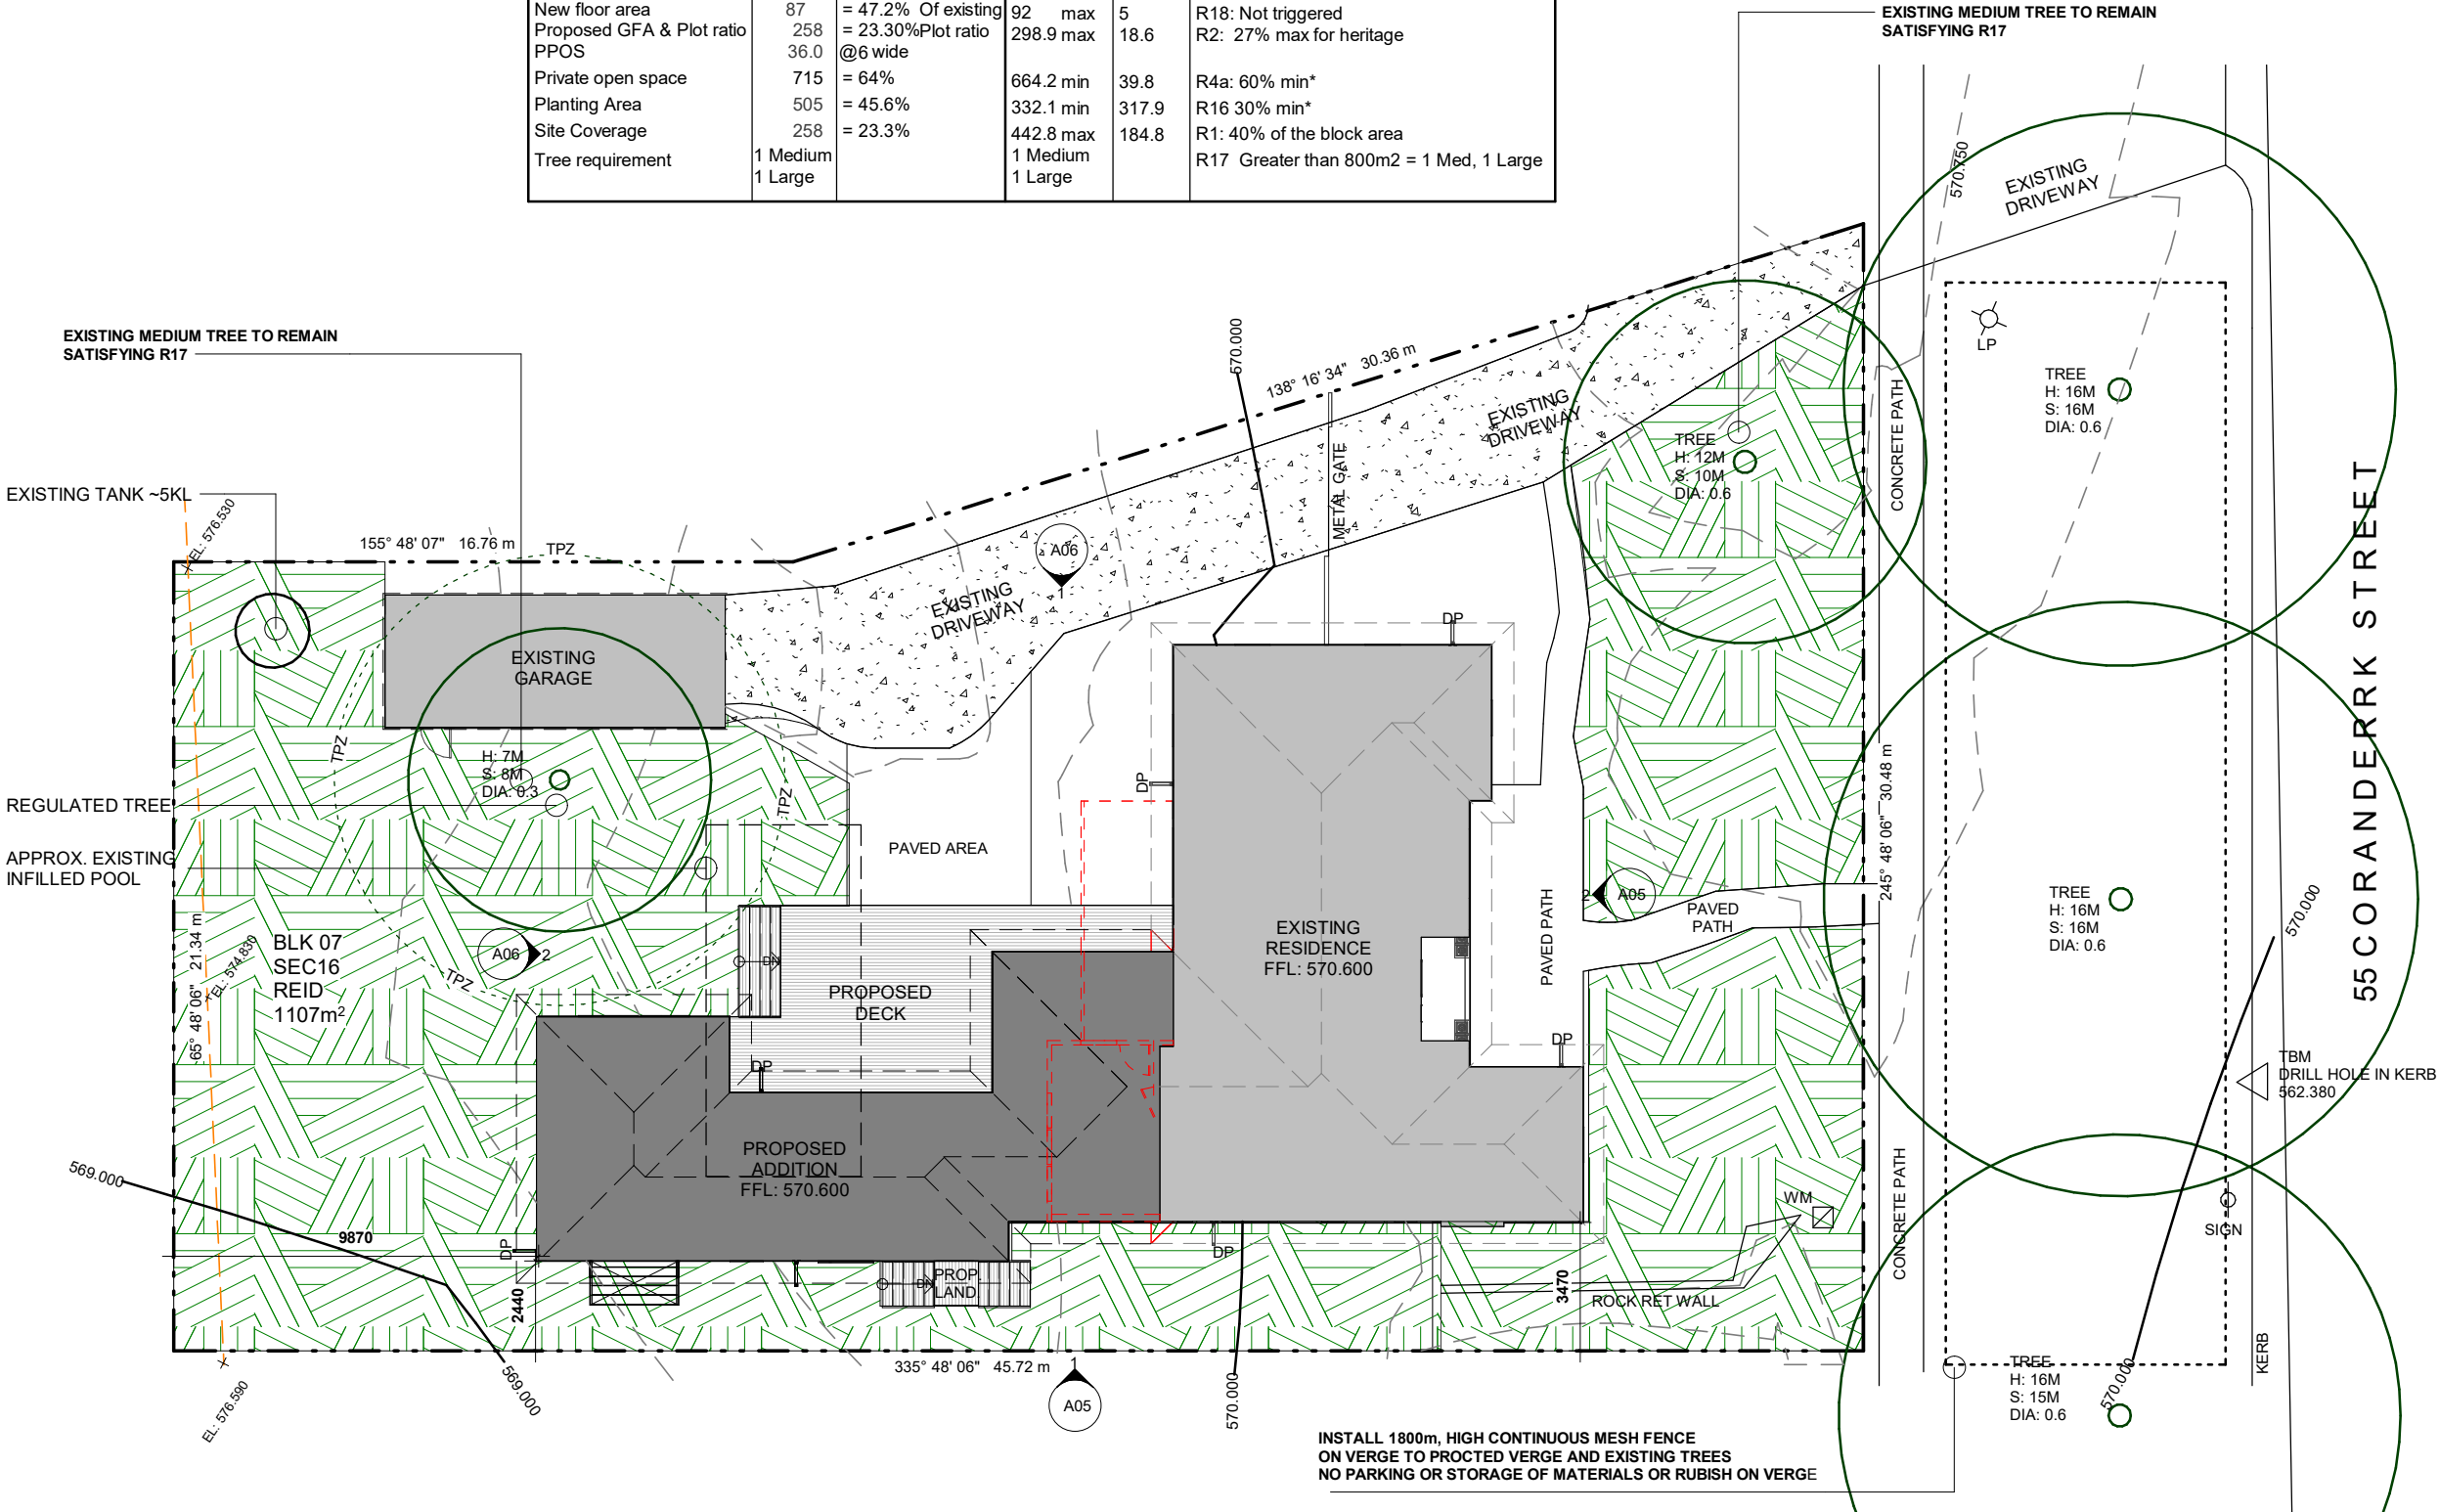 New floor area 87 = 47.2% Of existing 92 max 5 R18: Not triggered
Proposed GFA & Plot ratio 258 = 23.30%Plot ratio 298.9 max 18.6 R2: 27% max for heritage
PPOS 36.0 @6 wide
Private open space 715 = 64% 664.2 min 39.8 R4a: 60% min*
Planting Area 505 = 45.6% 332.1 min 317.9 R16 30% min*
Site Coverage 258 = 23.3% 442.8 max 184.8 R1: 40% of the block area
Tree requirement 1 Medium 1 Medium R17 Greater than 800m2 = 1 Med, 1 Large
1 Large 1 Large
EXISTING MEDIUM TREE TO REMAIN
SATISFYING R17
570.750
EXISTING
DRIVEWAY
LP
TREE
H: 16M
S: 16M
DIA: 0.6
EXISTING MEDIUM TREE TO REMAIN
SATISFYING R17
570.000
138° 16' 34" 30.36 m
EXISTING
DRIVEWAY
METAL GATE
TREE
H: 12M
S: 10M
DIA: 0.6
CONCRETE PATH
EXISTING TANK ~5KL
EL: 576.530
155° 48' 07" 16.76 m
TPZ
A06
1
EXISTING
DRIVEWAY
EXISTING
GARAGE
DP
TPZ
H: 7M
S: 8M
DIA: 0.3
TPZ
DP
REGULATED TREE
APPROX. EXISTING
INFILLED POOL
PAVED AREA
245° 48' 06" 30.48 m
55 CORANDERRK STREET
2
A05
PAVED
PATH
PAVED PATH
TREE
H: 16M
S: 16M
DIA: 0.6
570.000
65° 48' 06" 21.34 m
EL: 574.830
BLK 07
SEC16
REID
1107m²
A06
2
TPZ
DN
PROPOSED
DECK
EXISTING
RESIDENCE
FFL: 570.600
DP
DP
TBM
DRILL HOLE IN KERB
562.380
PROPOSED
ADDITION
FFL: 570.600
569.000
9870
DP
2440
DN
PROP.
LAND
DP
3470
ROCK RET WALL
WM
CONCRETE PATH
SIGN
KERB
335° 48' 06" 45.72 m
1
A05
569.000
EL: 576.590
570.000
570.000
TREE
H: 16M
S: 15M
DIA: 0.6
INSTALL 1800m, HIGH CONTINUOUS MESH FENCE
ON VERGE TO PROCTED VERGE AND EXISTING TREES
NO PARKING OR STORAGE OF MATERIALS OR RUBISH ON VERGE